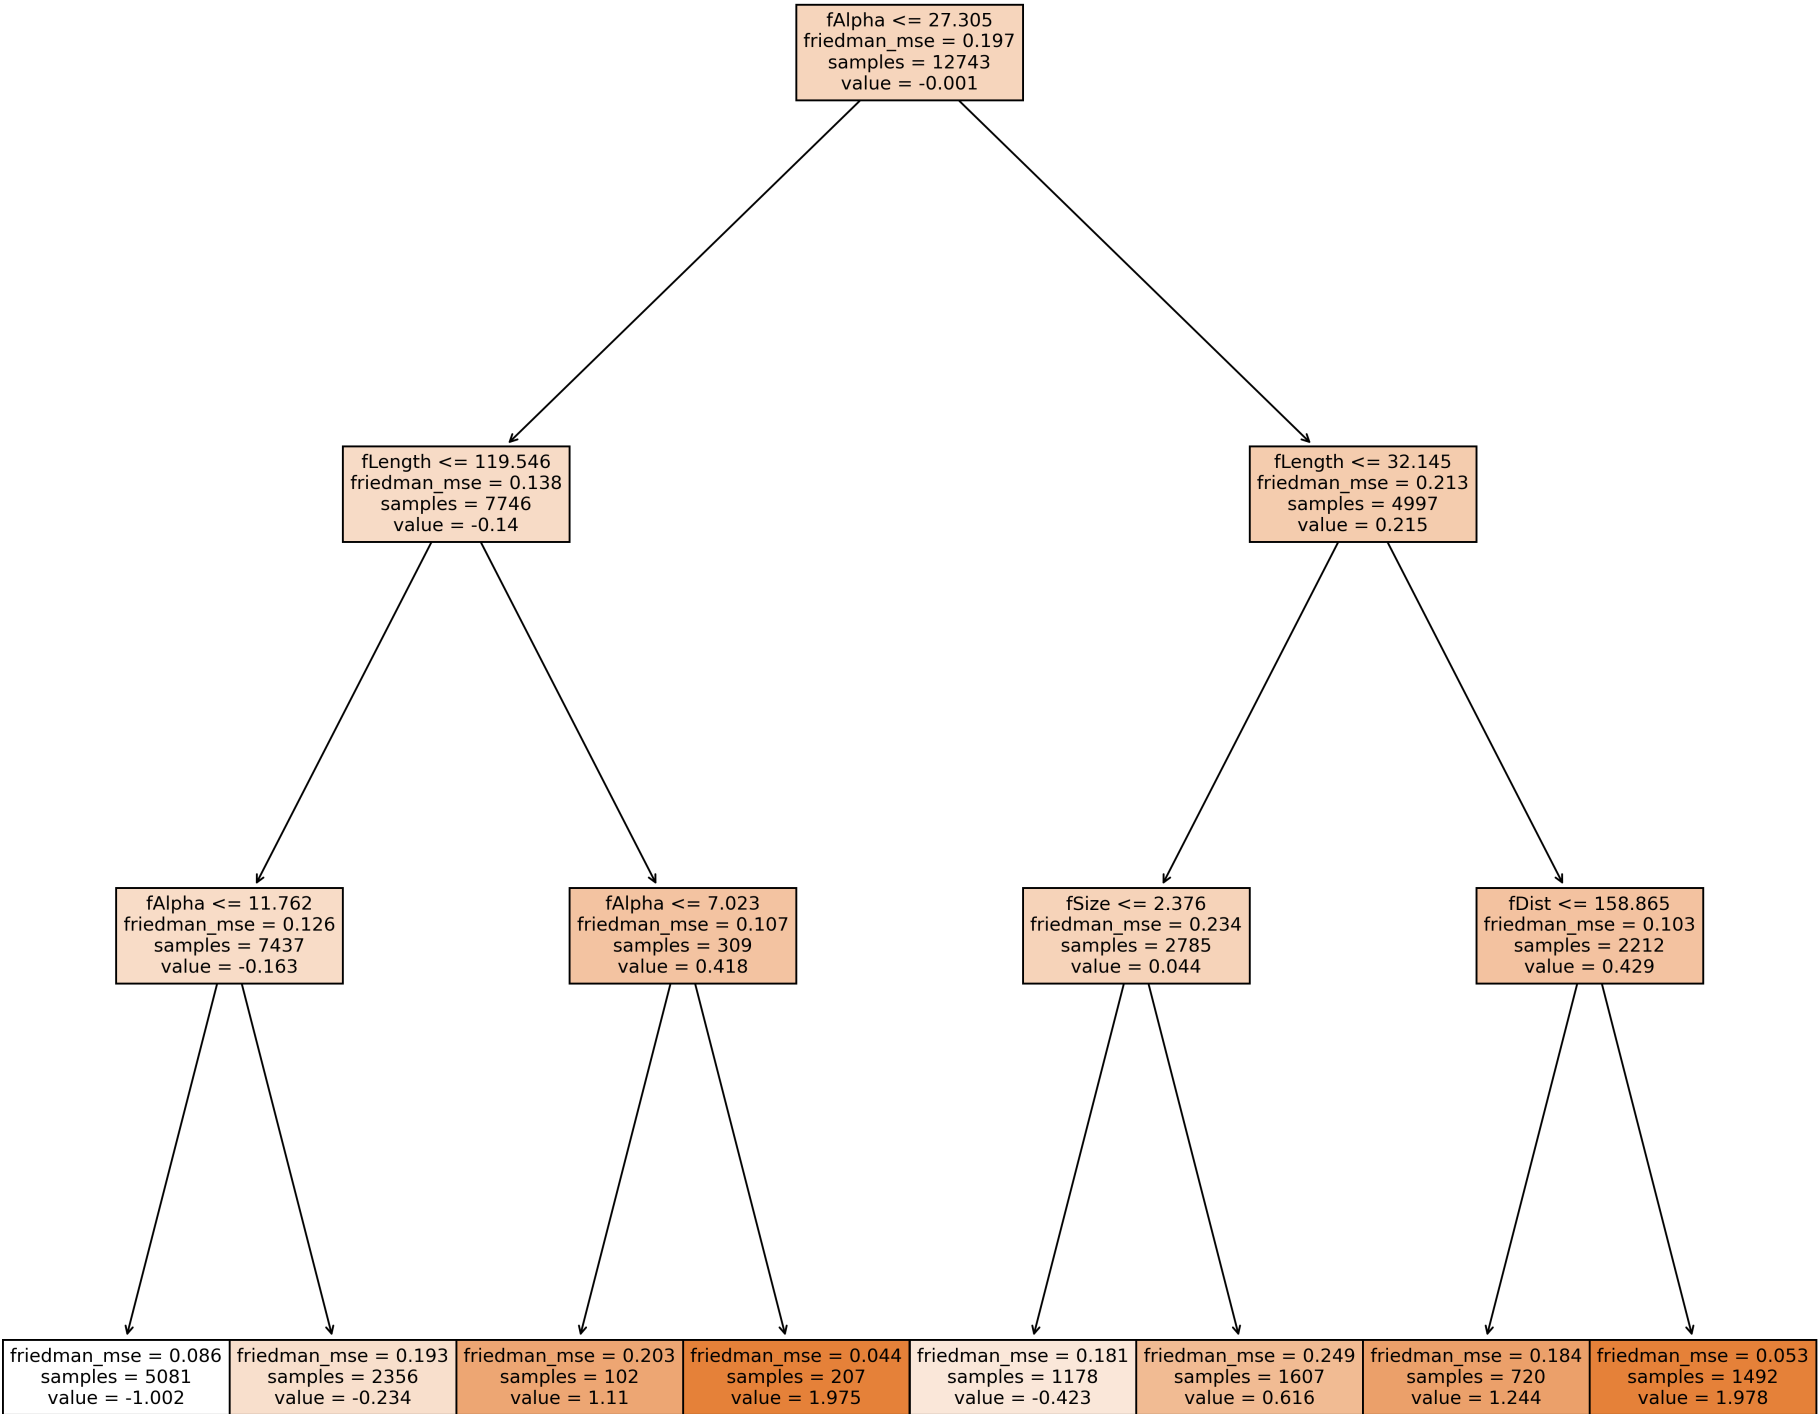 fAlpha <= 27.305
friedman_mse = 0.197
samples = 12743
value = -0.001
fLength <= 119.546
friedman_mse = 0.138
samples = 7746
value = -0.14
fLength <= 32.145
friedman_mse = 0.213
samples = 4997
value = 0.215
fAlpha <= 11.762
friedman_mse = 0.126
samples = 7437
value = -0.163
fAlpha <= 7.023
friedman_mse = 0.107
samples = 309
value = 0.418
fSize <= 2.376
friedman_mse = 0.234
samples = 2785
value = 0.044
fDist <= 158.865
friedman_mse = 0.103
samples = 2212
value = 0.429
friedman_mse = 0.086
samples = 5081
value = -1.002
friedman_mse = 0.193
samples = 2356
value = -0.234
friedman_mse = 0.203
samples = 102
value = 1.11
friedman_mse = 0.044
samples = 207
value = 1.975
friedman_mse = 0.181
samples = 1178
value = -0.423
friedman_mse = 0.249
samples = 1607
value = 0.616
friedman_mse = 0.184
samples = 720
value = 1.244
friedman_mse = 0.053
samples = 1492
value = 1.978